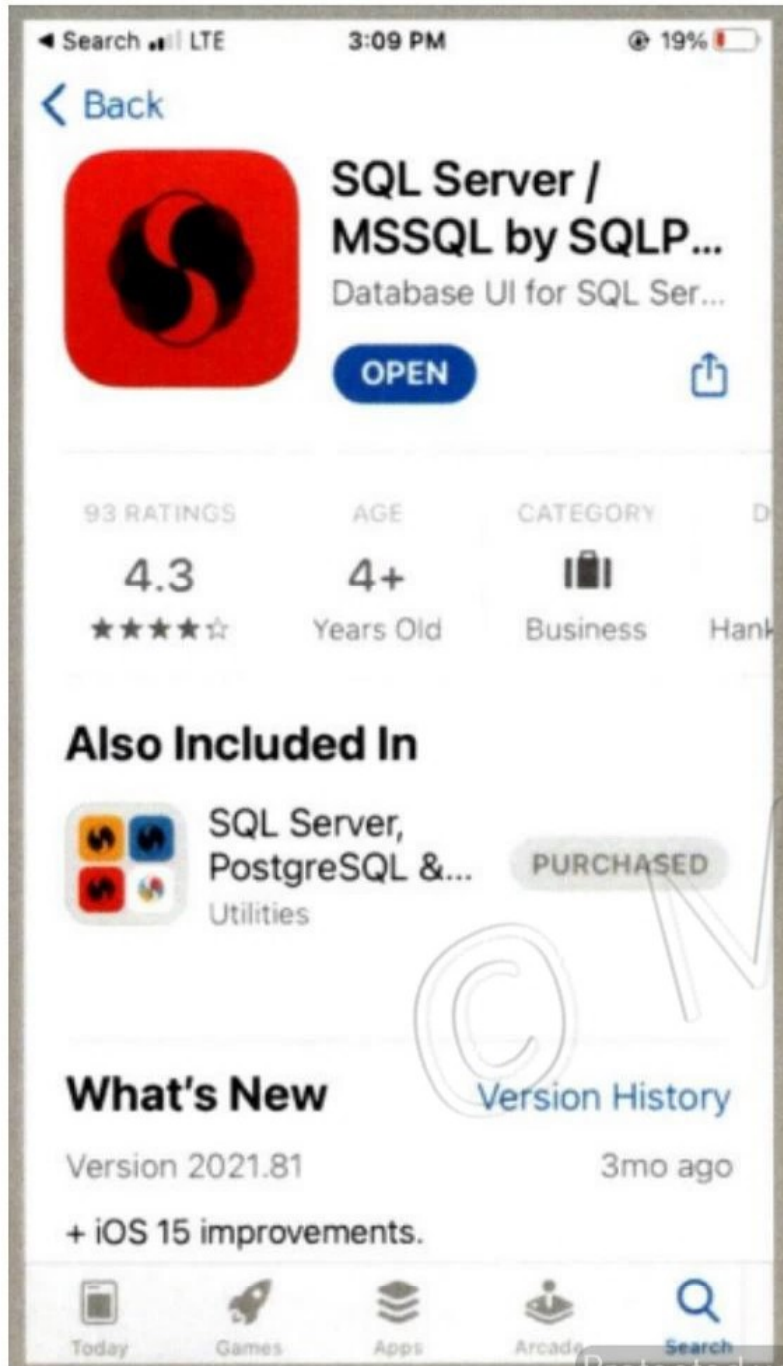 ◀ Search LTE 3:09 PM 19%
Back
SQL Server /
MSSQL by SQLP...
Database UI for SQL Ser...
OPEN
93 RATINGS AGE CATEGORY D
4.3 4+
Years Old Business Hank
Also Included In
SQL Server,
PostgreSQL &...
PURCHASED
Utilities
© M
What's New Version History
Version 2021.81 3mo ago
+ iOS 15 improvements.
Today Games Apps Arcade Search